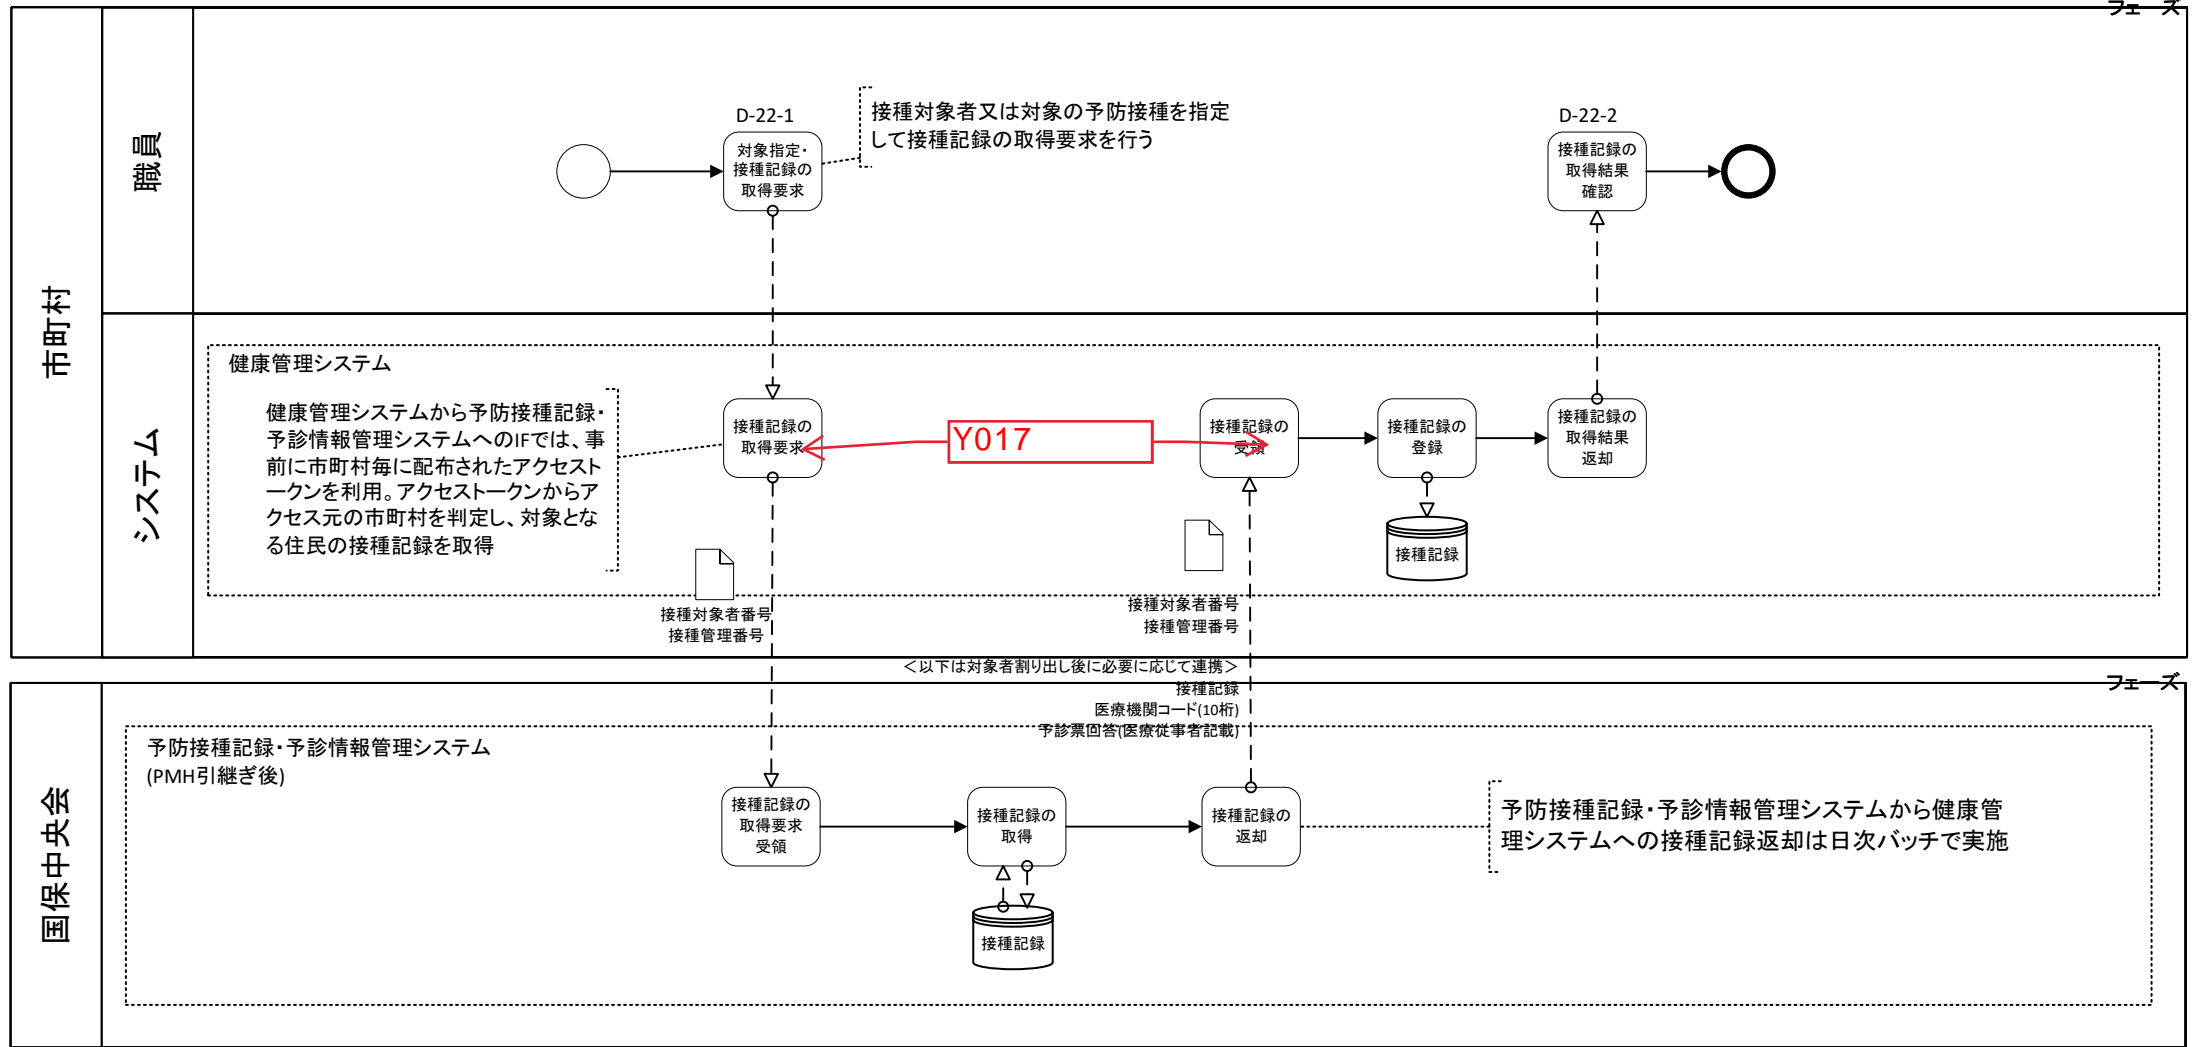 フェーズ
市町村
職員
D-22-1
対象指定・
接種記録の
取得要求
接種対象者又は対象の予防接種を指定
して接種記録の取得要求を行う
D-22-2
接種記録の
取得結果
確認
システム
健康管理システム
健康管理システムから予防接種記録・
予診情報管理システムへのIFでは、事
前に市町村毎に配布されたアクセスト
ークンを利用。アクセストークンからア
クセス元の市町村を判定し、対象とな
る住民の接種記録を取得
接種記録の
取得要求
Y017
接種記録の
受領
接種記録の
登録
接種記録の
取得結果
返却
接種記録
接種対象者番号
接種管理番号
接種対象者番号
接種管理番号
＜以下は対象者割り出し後に必要に応じて連携＞
接種記録
医療機関コード(10桁)
予診票回答(医療従事者記載)
フェーズ
国保中央会
予防接種記録・予診情報管理システム
(PMH引継ぎ後)
接種記録の
取得要求
受領
接種記録の
取得
接種記録の
返却
予防接種記録・予診情報管理システムから健康管
理システムへの接種記録返却は日次バッチで実施
接種記録